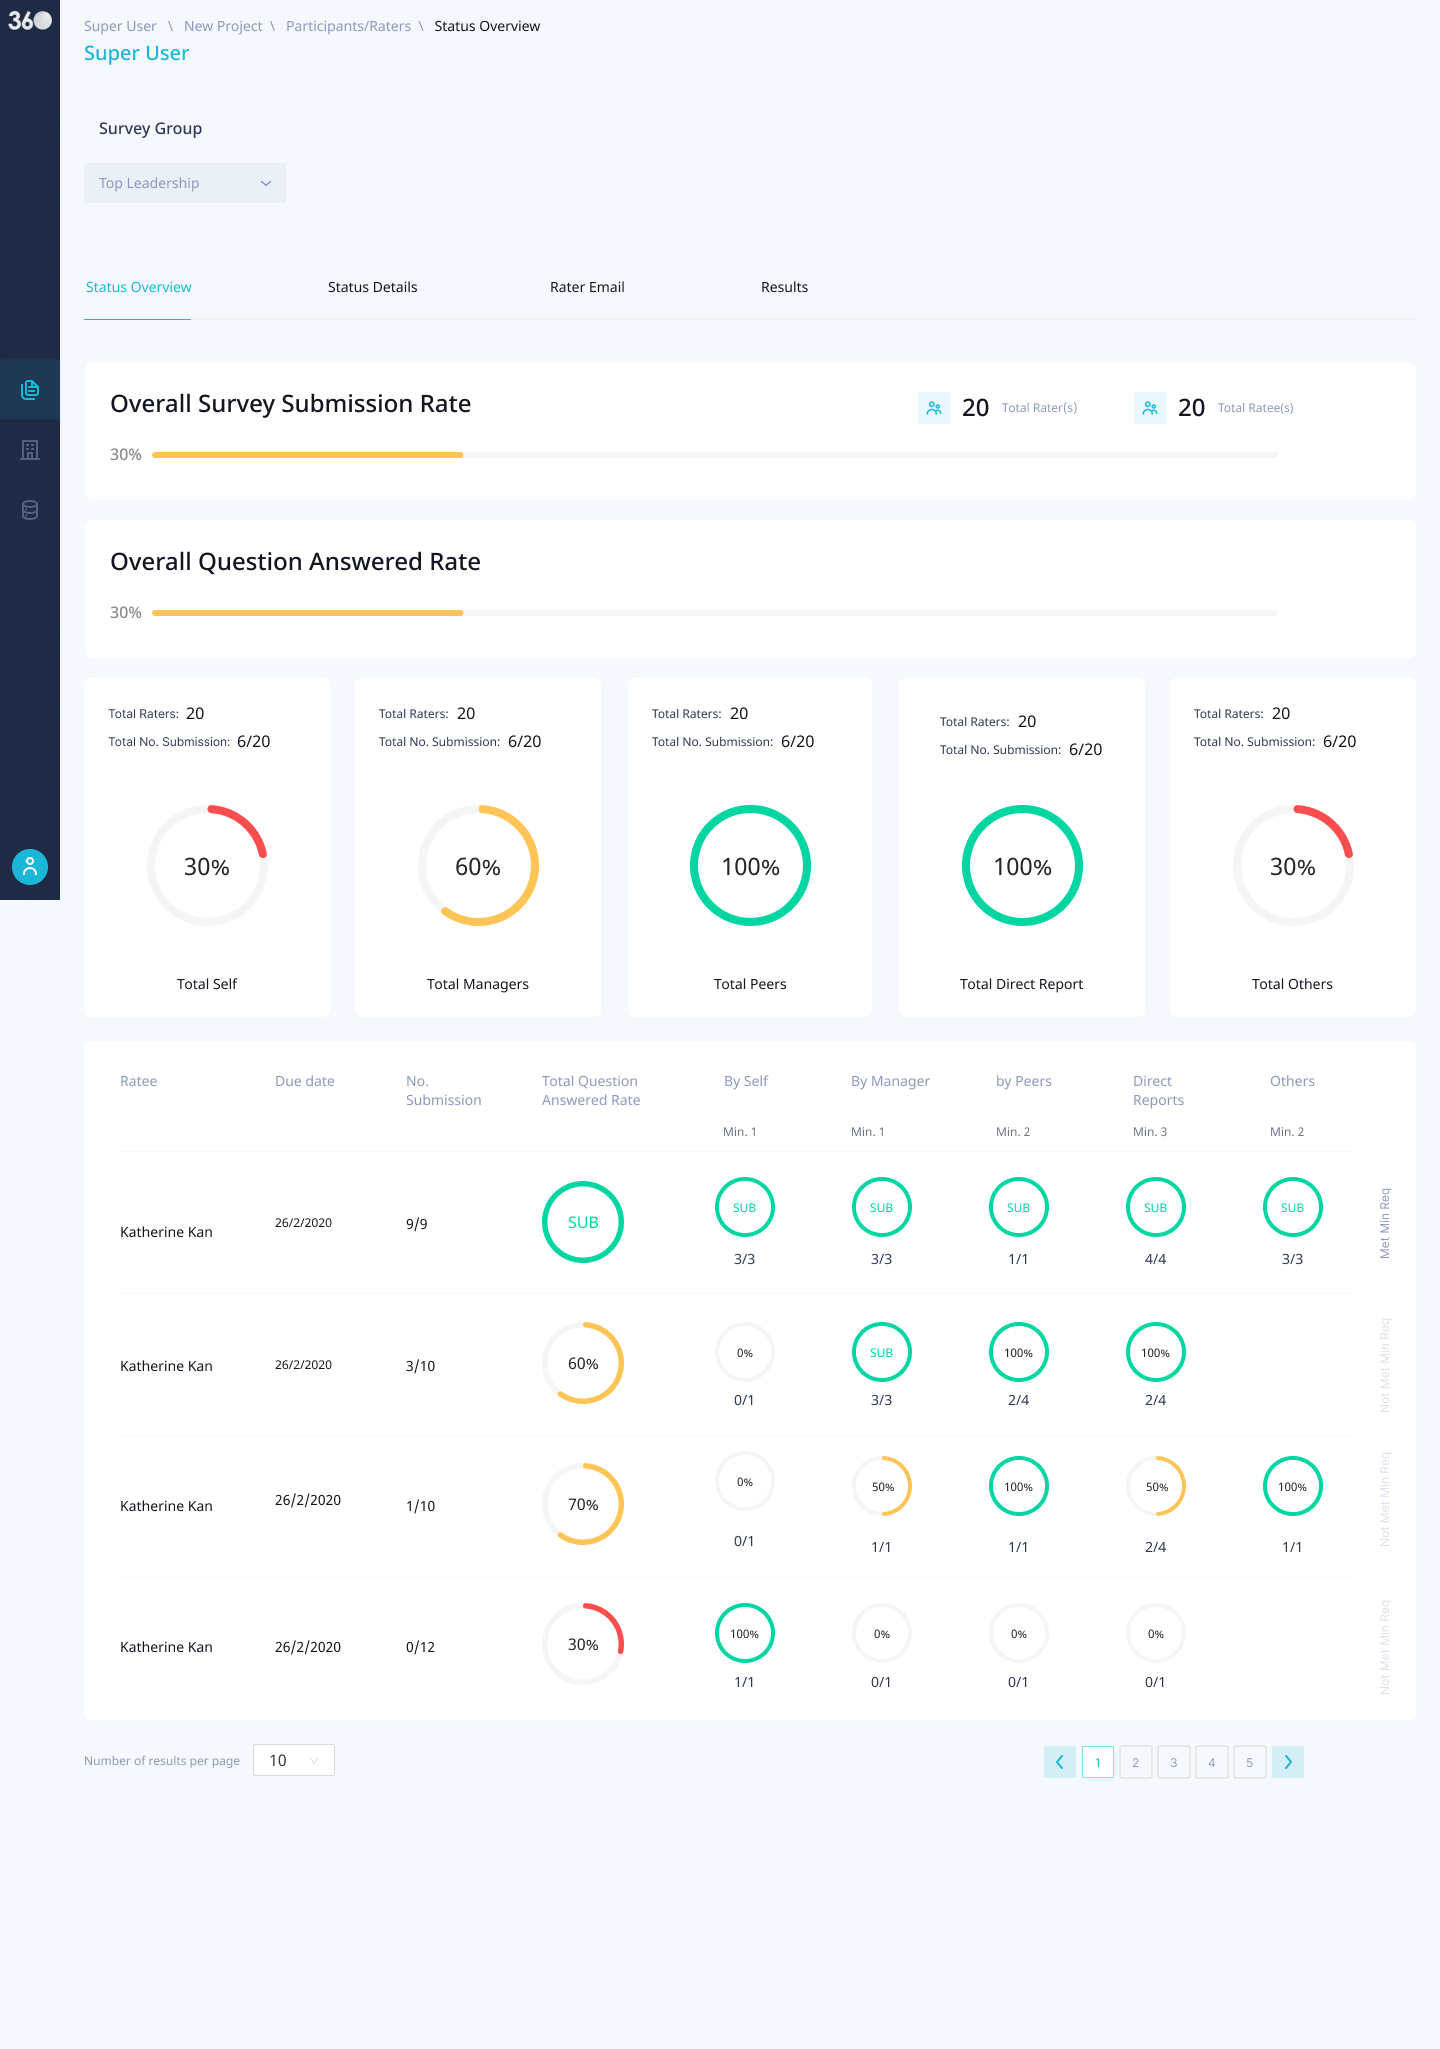 360
Super User \ New Project \ Participants/Raters \ Status Overview
Super User
Survey Group
Top Leadership
Status Overview Status Details Rater Email Results
Overall Survey Submission Rate 20 Total Rater(s) 20 Total Ratee(s)
30%
Overall Question Answered Rate
30%
Total Raters: 20
Total No. Submission: 6/20
30%
Total Self
Total Raters: 20
Total No. Submission: 6/20
60%
Total Managers
Total Raters: 20
Total No. Submission: 6/20
100%
Total Peers
Total Raters: 20
Total No. Submission: 6/20
100%
Total Direct Report
Total Raters: 20
Total No. Submission: 6/20
30%
Total Others
Ratee Due date No. Total Question By Self By Manager by Peers Direct Others
Submission Answered Rate Reports
Min. 1 Min. 1 Min. 2 Min. 3 Min. 2
Katherine Kan 26/2/2020 9/9 SUB SUB SUB SUB SUB SUB Met Min Req
3/3 3/3 1/1 4/4 3/3
Katherine Kan 26/2/2020 3/10 60% 0% SUB 100% 100% Not Met Min Req
0/1 3/3 2/4 2/4
Katherine Kan 26/2/2020 1/10 70% 0% 50% 100% 50% 100% Not Met Min Req
0/1 1/1 1/1 2/4 1/1
Katherine Kan 26/2/2020 0/12 30% 100% 0% 0% 0% Not Met Min Req
1/1 0/1 0/1 0/1
Number of results per page 10 1 2 3 4 5